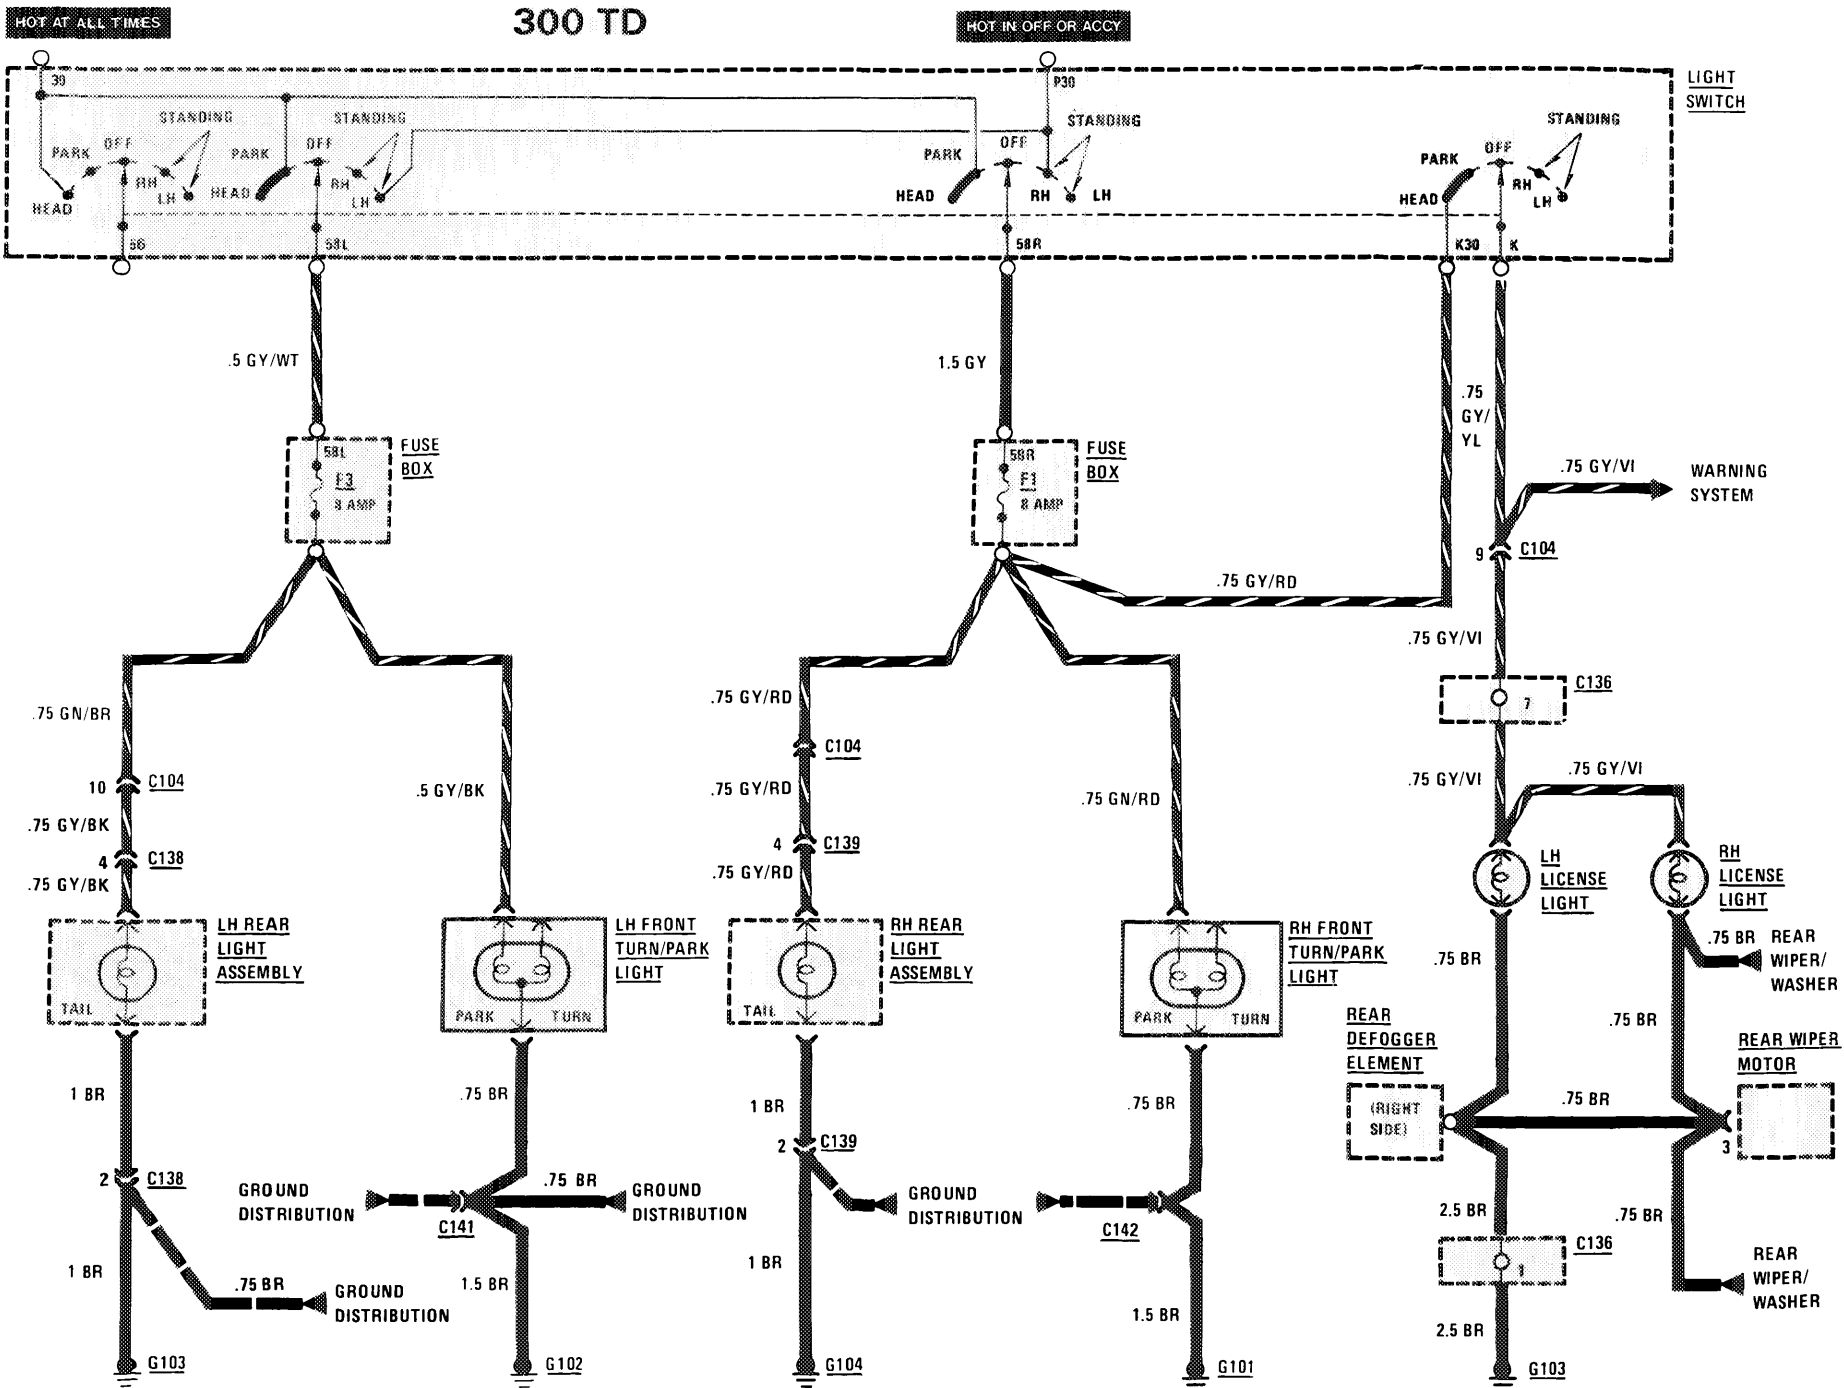 HOT AT ALL TIMES
300 TD
HOT IN OFF OR ACCY
30
P30
LIGHT
SWITCH
STANDING
STANDING
STANDING
STANDING
OFF
OFF
OFF
OFF
PARK
PARK
PARK
PARK
RH
RH
RH
RH
LH
LH
LH
LH
HEAD
HEAD
HEAD
HEAD
56
58L
58R
K30
K
.5 GY/WT
1.5 GY
.75
GY/
YL
58L
F3
8 AMP
FUSE
BOX
58R
F1
8 AMP
FUSE
BOX
.75 GY/VI
WARNING
SYSTEM
9
C104
.75 GY/RD
.75 GY/VI
C136
7
.75 GN/BR
.75 GY/RD
10
C104
C104
.5 GY/BK
.75 GY/RD
.75 GN/RD
.75 GY/VI
.75 GY/VI
.75 GY/BK
4
C138
4
C139
.75 GY/BK
.75 GY/RD
LH
LICENSE
LIGHT
RH
LICENSE
LIGHT
LH REAR
LIGHT
ASSEMBLY
TAIL
LH FRONT
TURN/PARK
LIGHT
PARK
TURN
RH REAR
LIGHT
ASSEMBLY
TAIL
RH FRONT
TURN/PARK
LIGHT
PARK
TURN
.75 BR
.75 BR
REAR
WIPER/
WASHER
REAR
DEFOGGER
ELEMENT
(RIGHT
SIDE)
.75 BR
REAR WIPER
MOTOR
1 BR
.75 BR
1 BR
.75 BR
.75 BR
3
2
C138
2
C139
GROUND
DISTRIBUTION
C141
.75 BR
GROUND
DISTRIBUTION
GROUND
DISTRIBUTION
C142
2.5 BR
.75 BR
C136
1
1 BR
.75 BR
GROUND
DISTRIBUTION
1.5 BR
1 BR
1.5 BR
2.5 BR
REAR
WIPER/
WASHER
G103
G102
G104
G101
G103